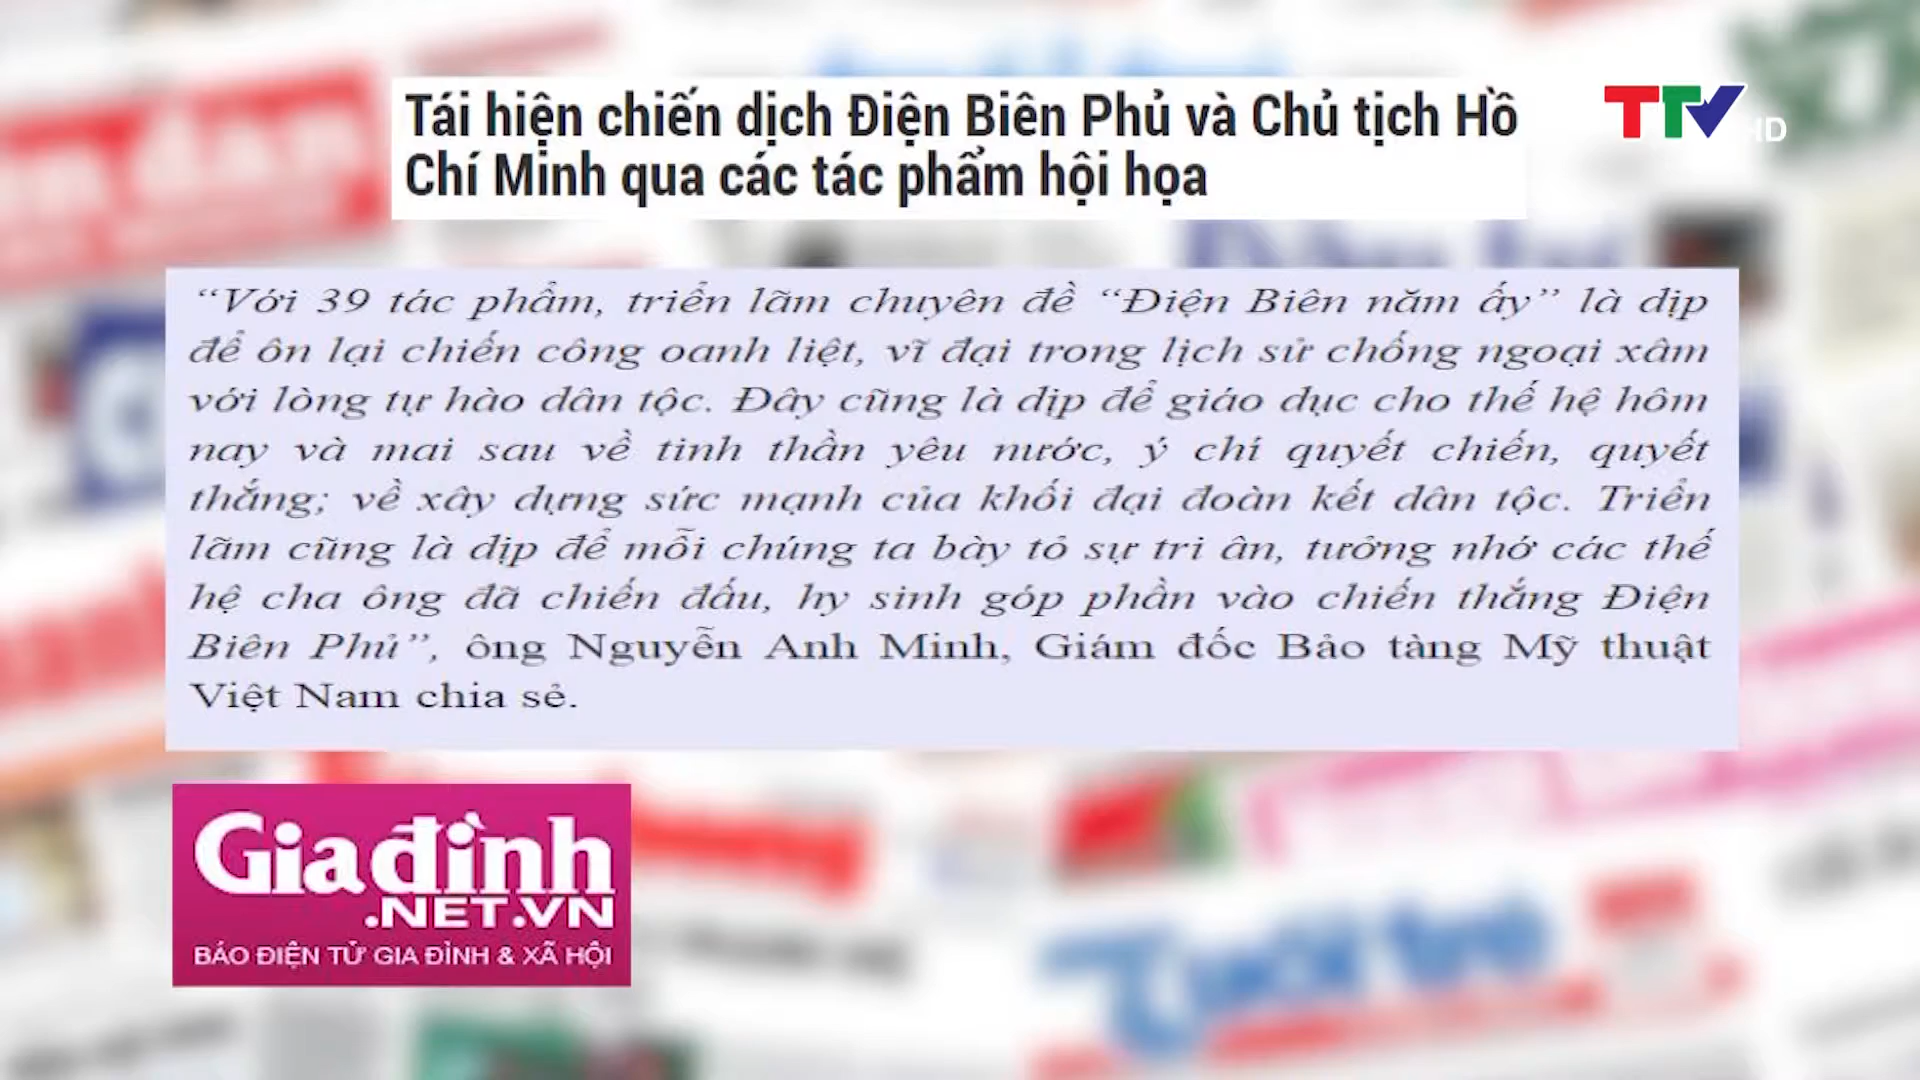 Tái hiện chiến dịch Điện Biên Phủ và Chủ tịch Hồ
Chí Minh qua các tác phẩm hội họa
TTV HD
“Với 39 tác phẩm, triển lãm chuyên đề “Điện Biên năm ấy” là dịp
để ôn lại chiến công oanh liệt, vĩ đại trong lịch sử chống ngoại xâm
với lòng tự hào dân tộc. Đây cũng là dịp để giáo dục cho thế hệ hôm
nay và mai sau về tinh thần yêu nước, ý chí quyết chiến, quyết
thắng; về xây dựng sức mạnh của khối đại đoàn kết dân tộc. Triển
lãm cũng là dịp để mỗi chúng ta bày tỏ sự tri ân, tưởng nhớ các thế
hệ cha ông đã chiến đấu, hy sinh góp phần vào chiến thắng Điện
Biên Phủ”, ông Nguyễn Anh Minh, Giám đốc Bảo tàng Mỹ thuật
Việt Nam chia sẻ.
Gia đình
.NET.VN
BÁO ĐIỆN TỬ GIA ĐÌNH & XÃ HỘI